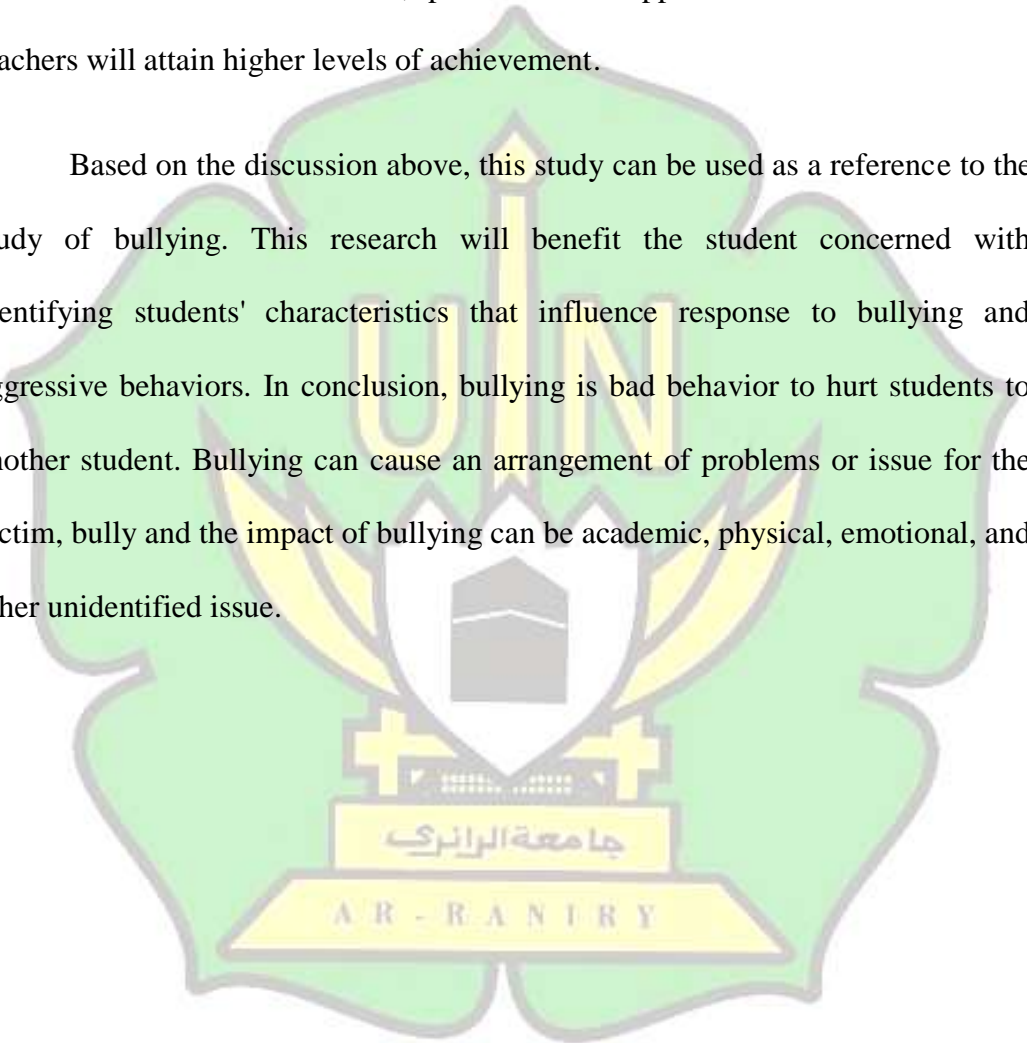 achers will attain higher levels of achievement.
Based on the discussion above, this study can be used as a reference to the
udy of bullying. This research will benefit the student concerned with
entifying students' characteristics that influence response to bullying and
ggressive behaviors. In conclusion, bullying is bad behavior to hurt students to
nother student. Bullying can cause an arrangement of problems or issue for the
ctim, bully and the impact of bullying can be academic, physical, emotional, and
her unidentified issue.
UIN
جامعة الرانري
AR-RANIRY